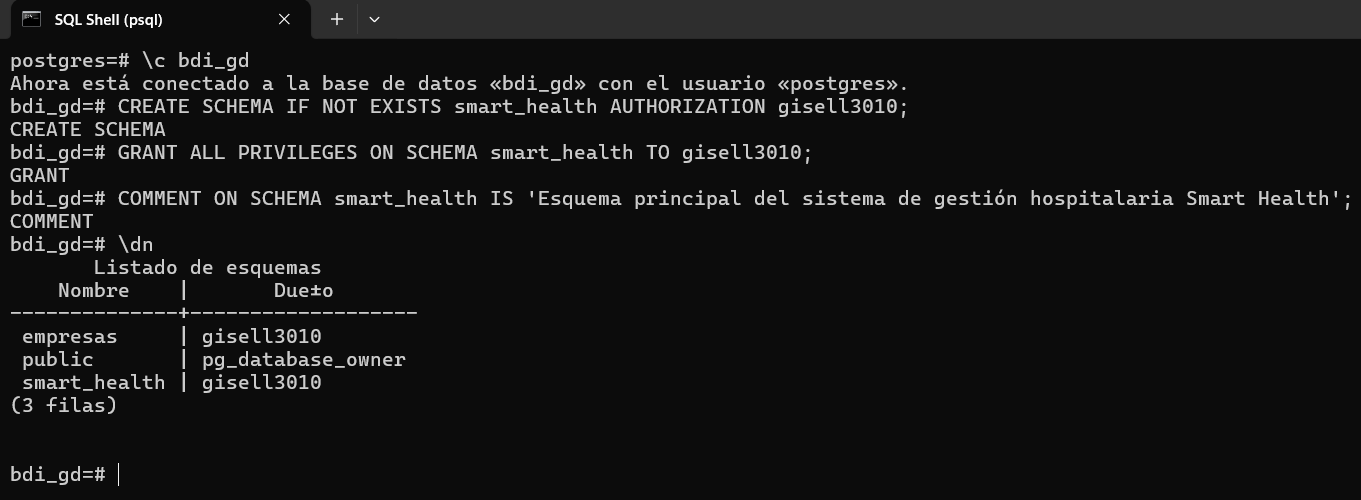 SQL Shell (psql)
postgres=# \c bdi_gd
Ahora está conectado a la base de datos «bdi_gd» con el usuario «postgres».
bdi_gd=# CREATE SCHEMA IF NOT EXISTS smart_health AUTHORIZATION gisell3010;
CREATE SCHEMA
bdi_gd=# GRANT ALL PRIVILEGES ON SCHEMA smart_health TO gisell3010;
GRANT
bdi_gd=# COMMENT ON SCHEMA smart_health IS 'Esquema principal del sistema de gestión hospitalaria Smart Health';
COMMENT
bdi_gd=# \dn
       Listado de esquemas
    Nombre    |       Due±o
--------------+-------------------
 empresas     | gisell3010
 public       | pg_database_owner
 smart_health | gisell3010
(3 filas)
bdi_gd=#